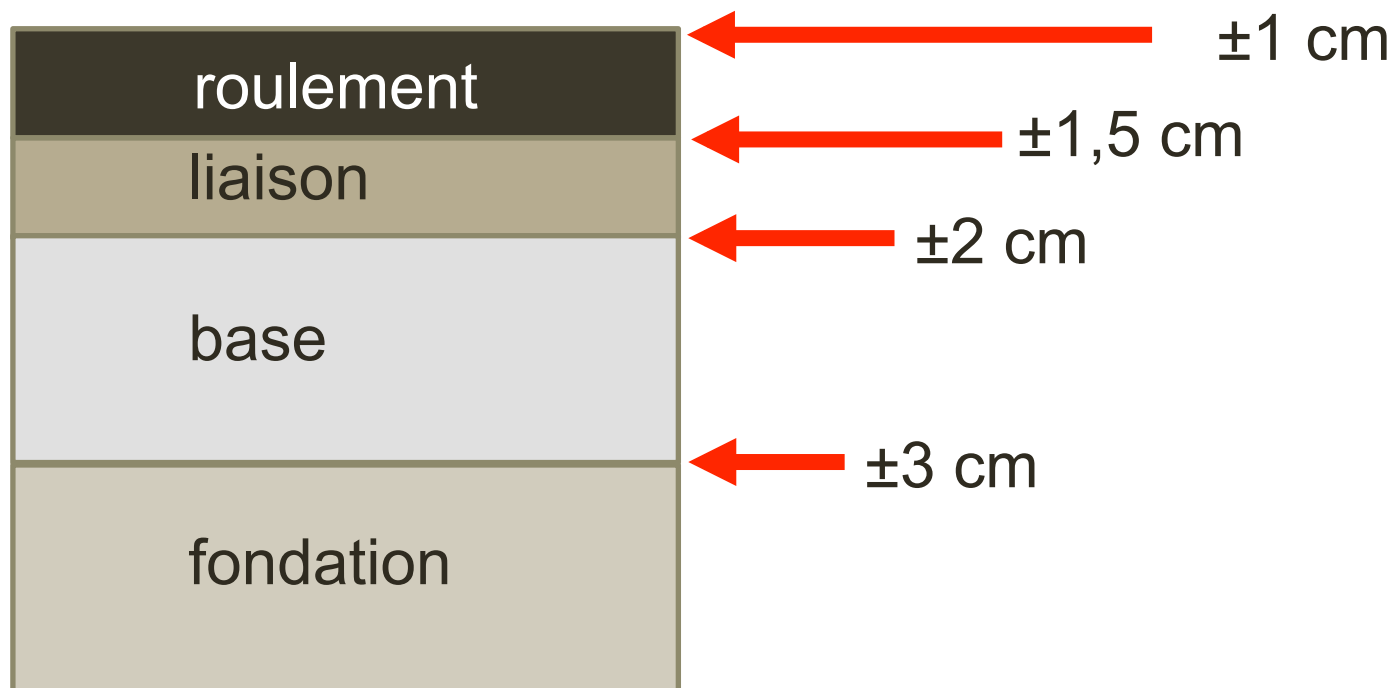 ±1 cm
roulement
±1,5 cm
liaison
±2 cm
base
±3 cm
fondation